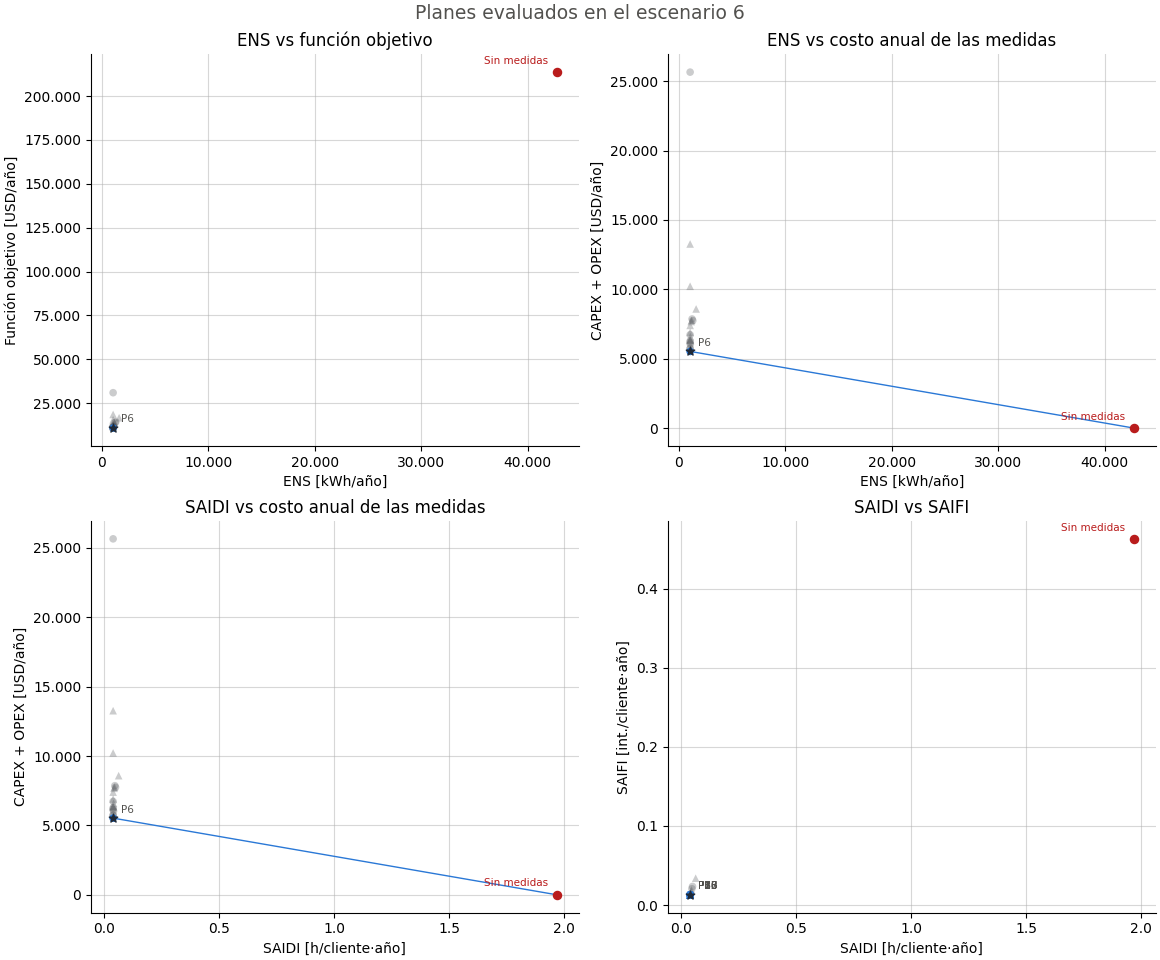 Planes evaluados en el escenario 6
ENS vs función objetivo
Función objetivo [USD/año]
200.000
175.000
150.000
125.000
100.000
75.000
50.000
25.000
Sin medidas
P6
0
10.000
20.000
30.000
40.000
ENS [kWh/año]
ENS vs costo anual de las medidas
CAPEX + OPEX [USD/año]
25.000
20.000
15.000
10.000
5.000
0
P6
Sin medidas
0
10.000
20.000
30.000
40.000
ENS [kWh/año]
SAIDI vs costo anual de las medidas
CAPEX + OPEX [USD/año]
25.000
20.000
15.000
10.000
5.000
0
P6
Sin medidas
0.0
0.5
1.0
1.5
2.0
SAIDI [h/cliente·año]
SAIDI vs SAIFI
SAIFI [int./cliente·año]
0.4
0.3
0.2
0.1
0.0
Sin medidas
0.0
0.5
1.0
1.5
2.0
SAIDI [h/cliente·año]